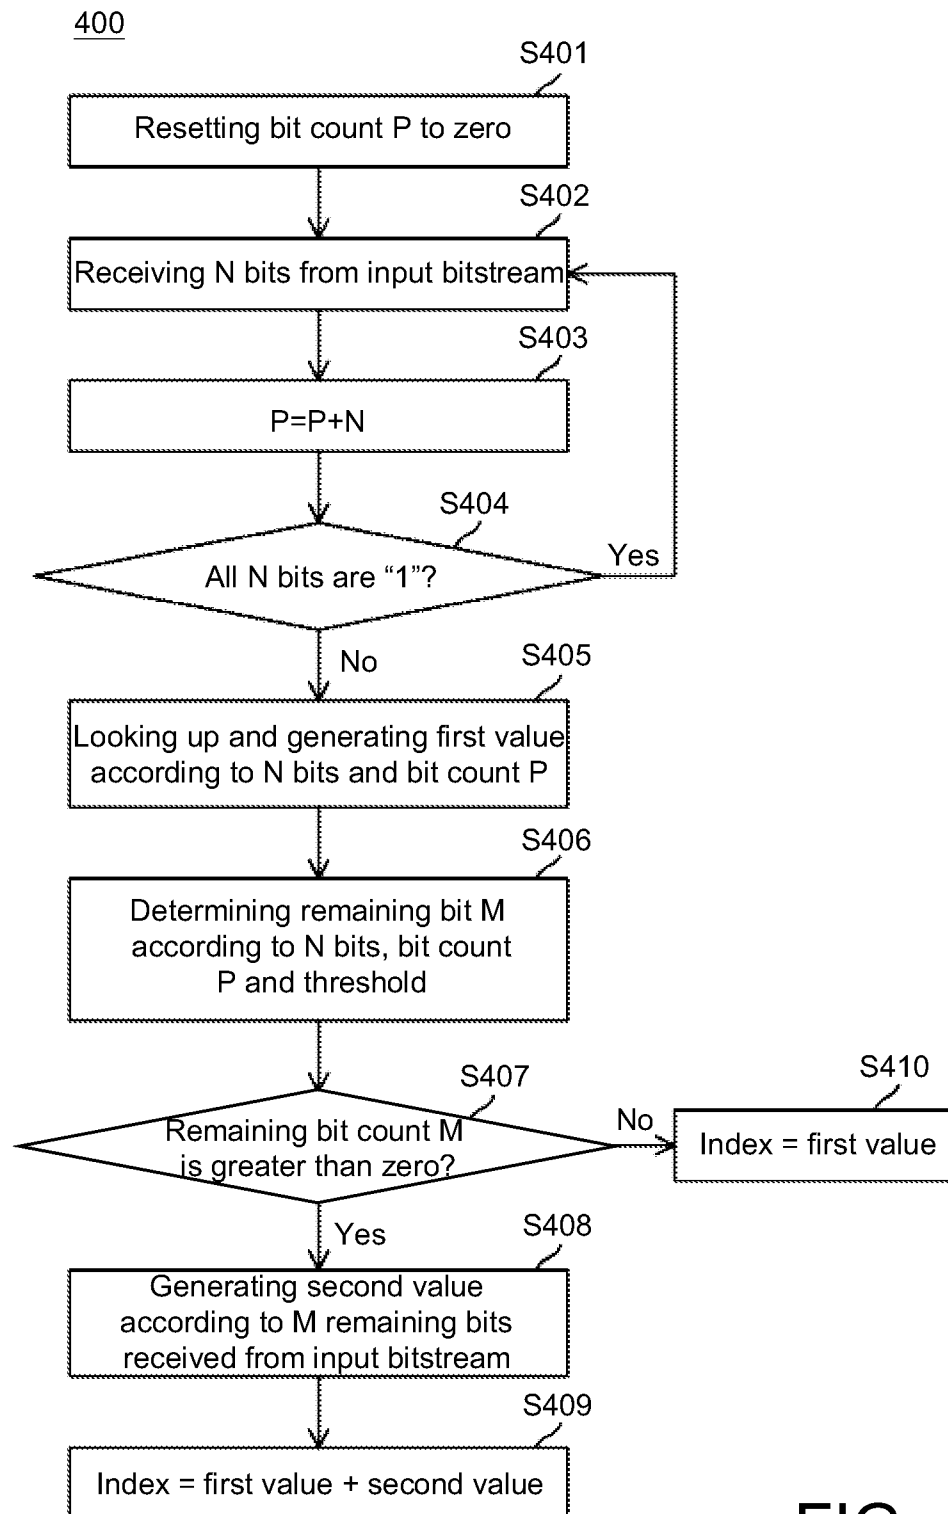 400
S401
Resetting bit count P to zero
S402
Receiving N bits from input bitstream
S403
P=P+N
S404
All N bits are “1”?
Yes
No
S405
Looking up and generating first value
according to N bits and bit count P
S406
Determining remaining bit M
according to N bits, bit count
P and threshold
S407
Remaining bit count M
is greater than zero?
No
S410
Index = first value
Yes
S408
Generating second value
according to M remaining bits
received from input bitstream
S409
Index = first value + second value